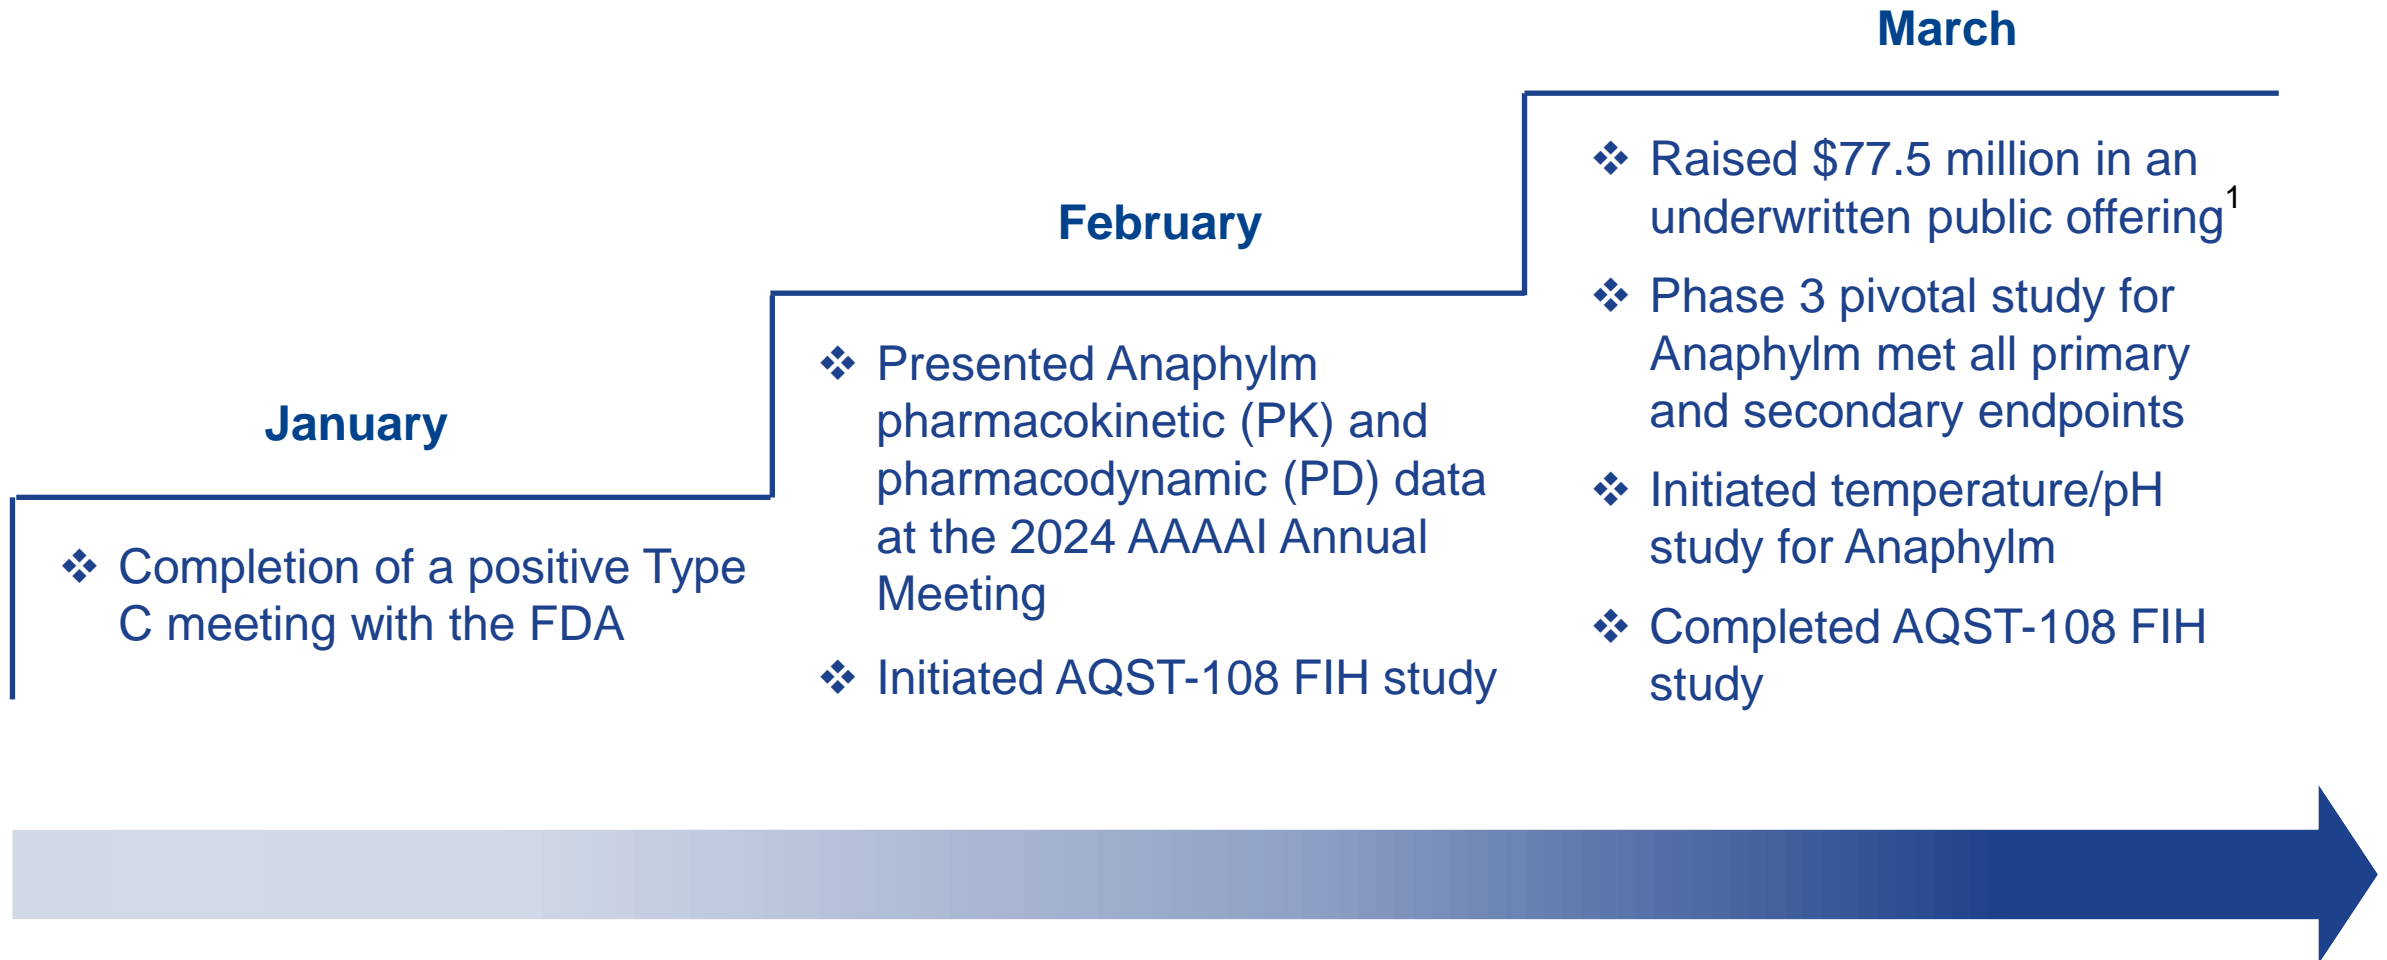 January
❖ Completion of a positive Type
C meeting with the FDA
February
❖ Presented Anaphylm
pharmacokinetic (PK) and
pharmacodynamic (PD) data
at the 2024 AAAAI Annual
Meeting
❖ Initiated AQST-108 FIH study
March
❖ Raised $77.5 million in an
underwritten public offering¹
❖ Phase 3 pivotal study for
Anaphylm met all primary
and secondary endpoints
❖ Initiated temperature/pH
study for Anaphylm
❖ Completed AQST-108 FIH
study